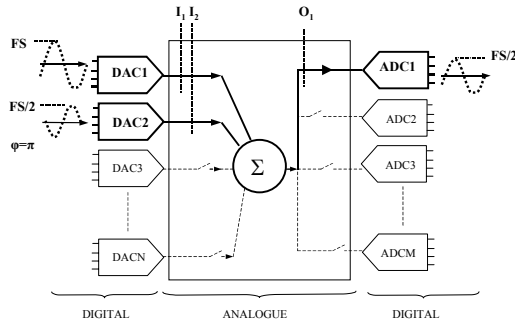 I1 I2 O1
FS
DAC1
ADC1
FS/2
FS/2
DAC2
ADC2
φ=π
DAC3
Σ
ADC3
DACN
ADCM
DIGITAL ANALOGUE DIGITAL